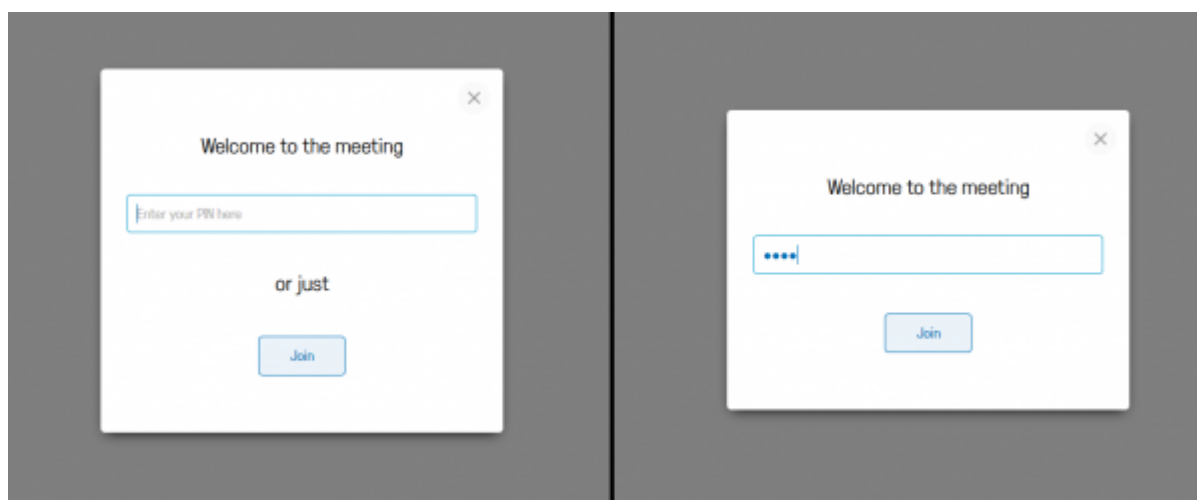 Welcome to the meeting
Enter your PIN here
or just
Join
Welcome to the meeting
••••
Join